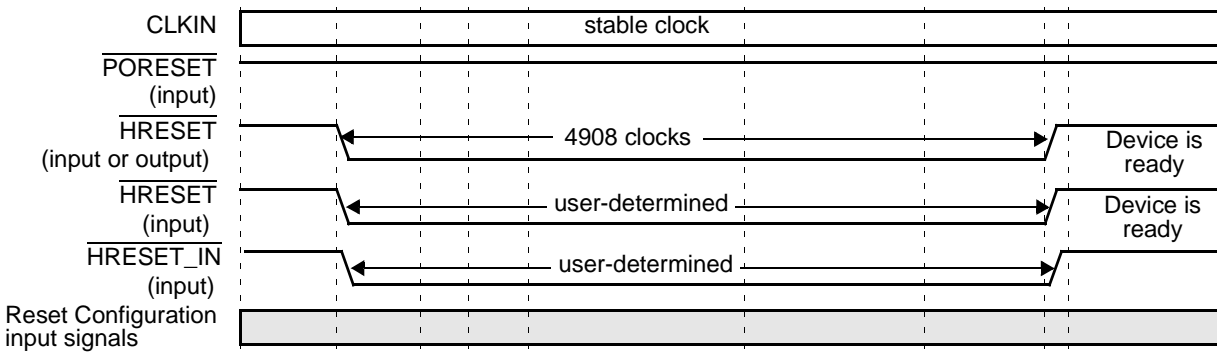 CLKIN
stable clock
PORESET
(input)
HRESET
(input or output)
4908 clocks
Device is
ready
HRESET
(input)
user-determined
Device is
ready
HRESET_IN
(input)
user-determined
Reset Configuration
input signals